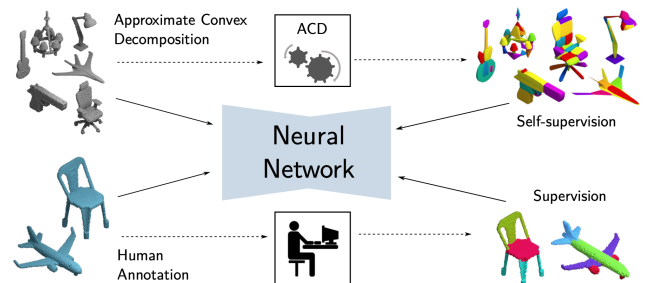 Approximate Convex
Decomposition
ACD
Neural
Network
Self-supervision
Supervision
Human
Annotation